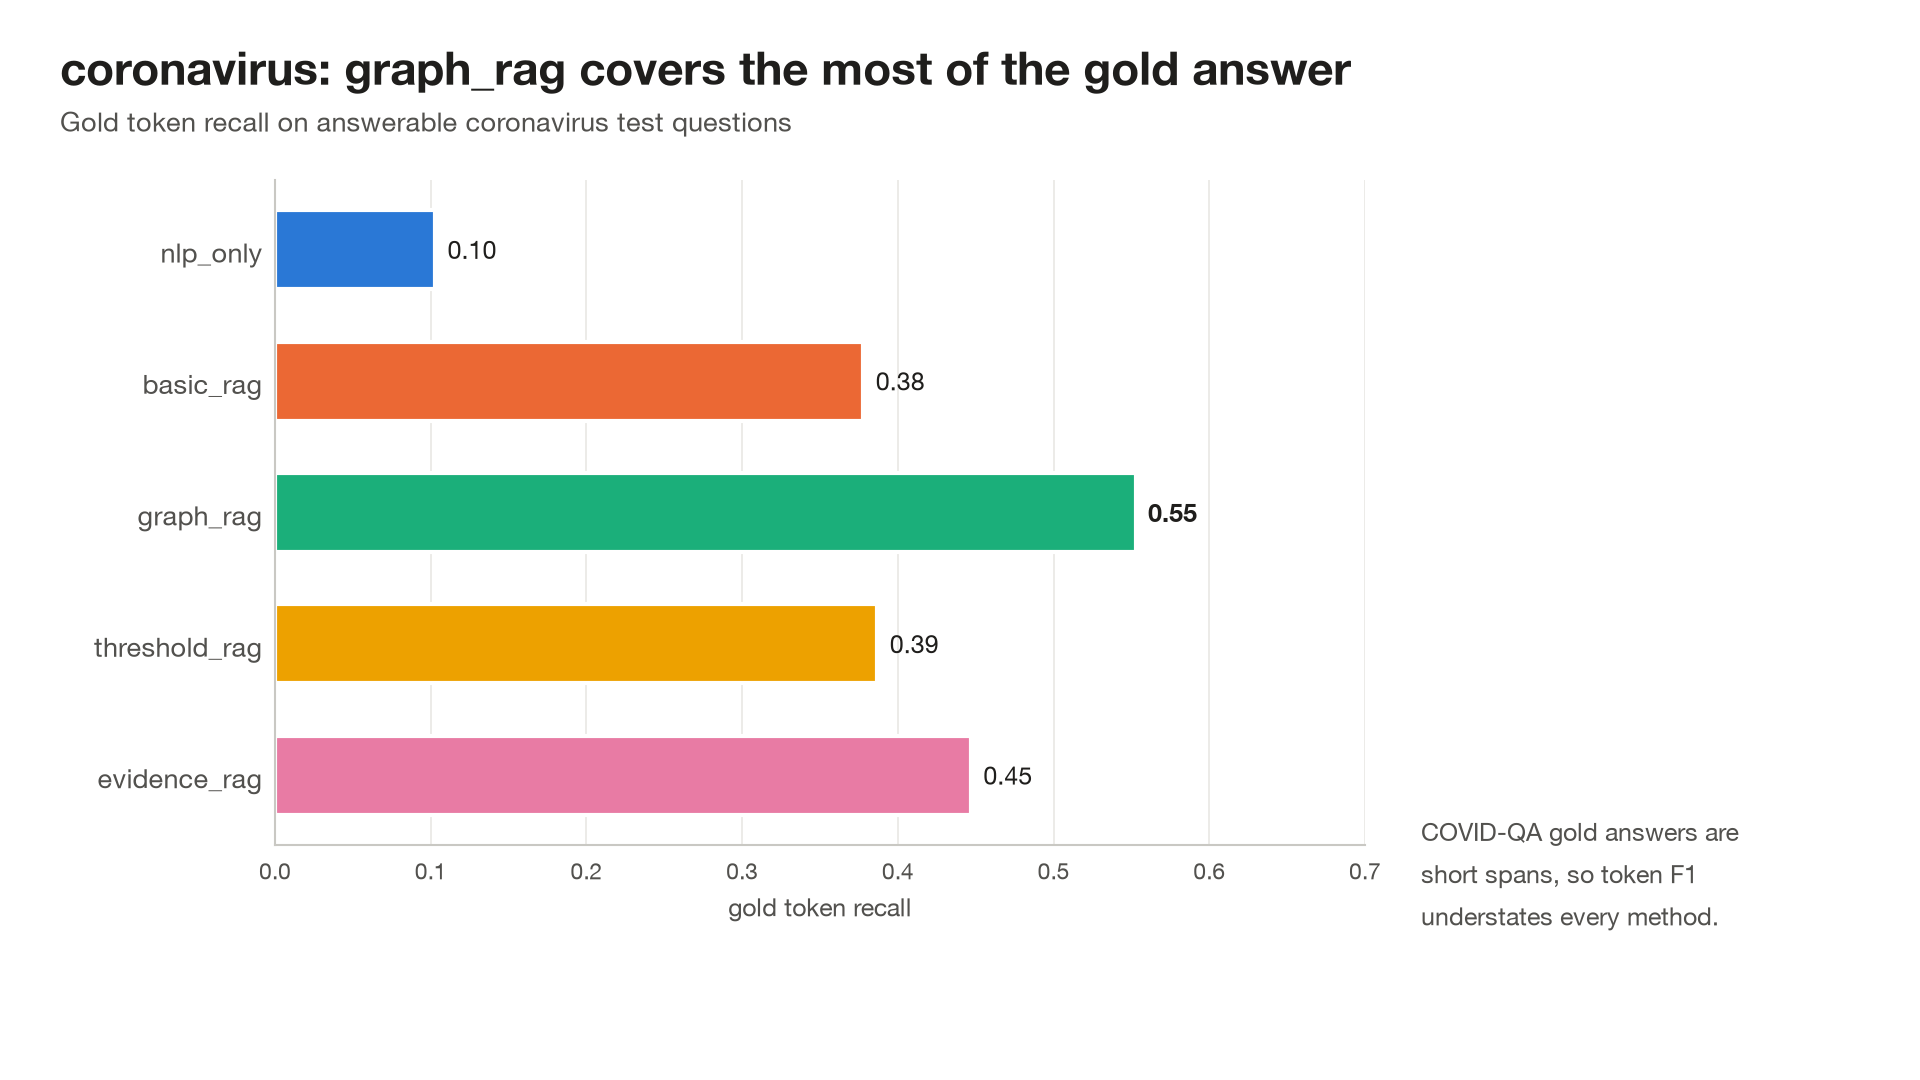 coronavirus: graph_rag covers the most of the gold answer
Gold token recall on answerable coronavirus test questions
nlp_only
0.10
basic_rag
0.38
graph_rag
0.55
threshold_rag
0.39
evidence_rag
0.45
0.0 0.1 0.2 0.3 0.4 0.5 0.6 0.7
gold token recall
COVID-QA gold answers are
short spans, so token F1
understates every method.